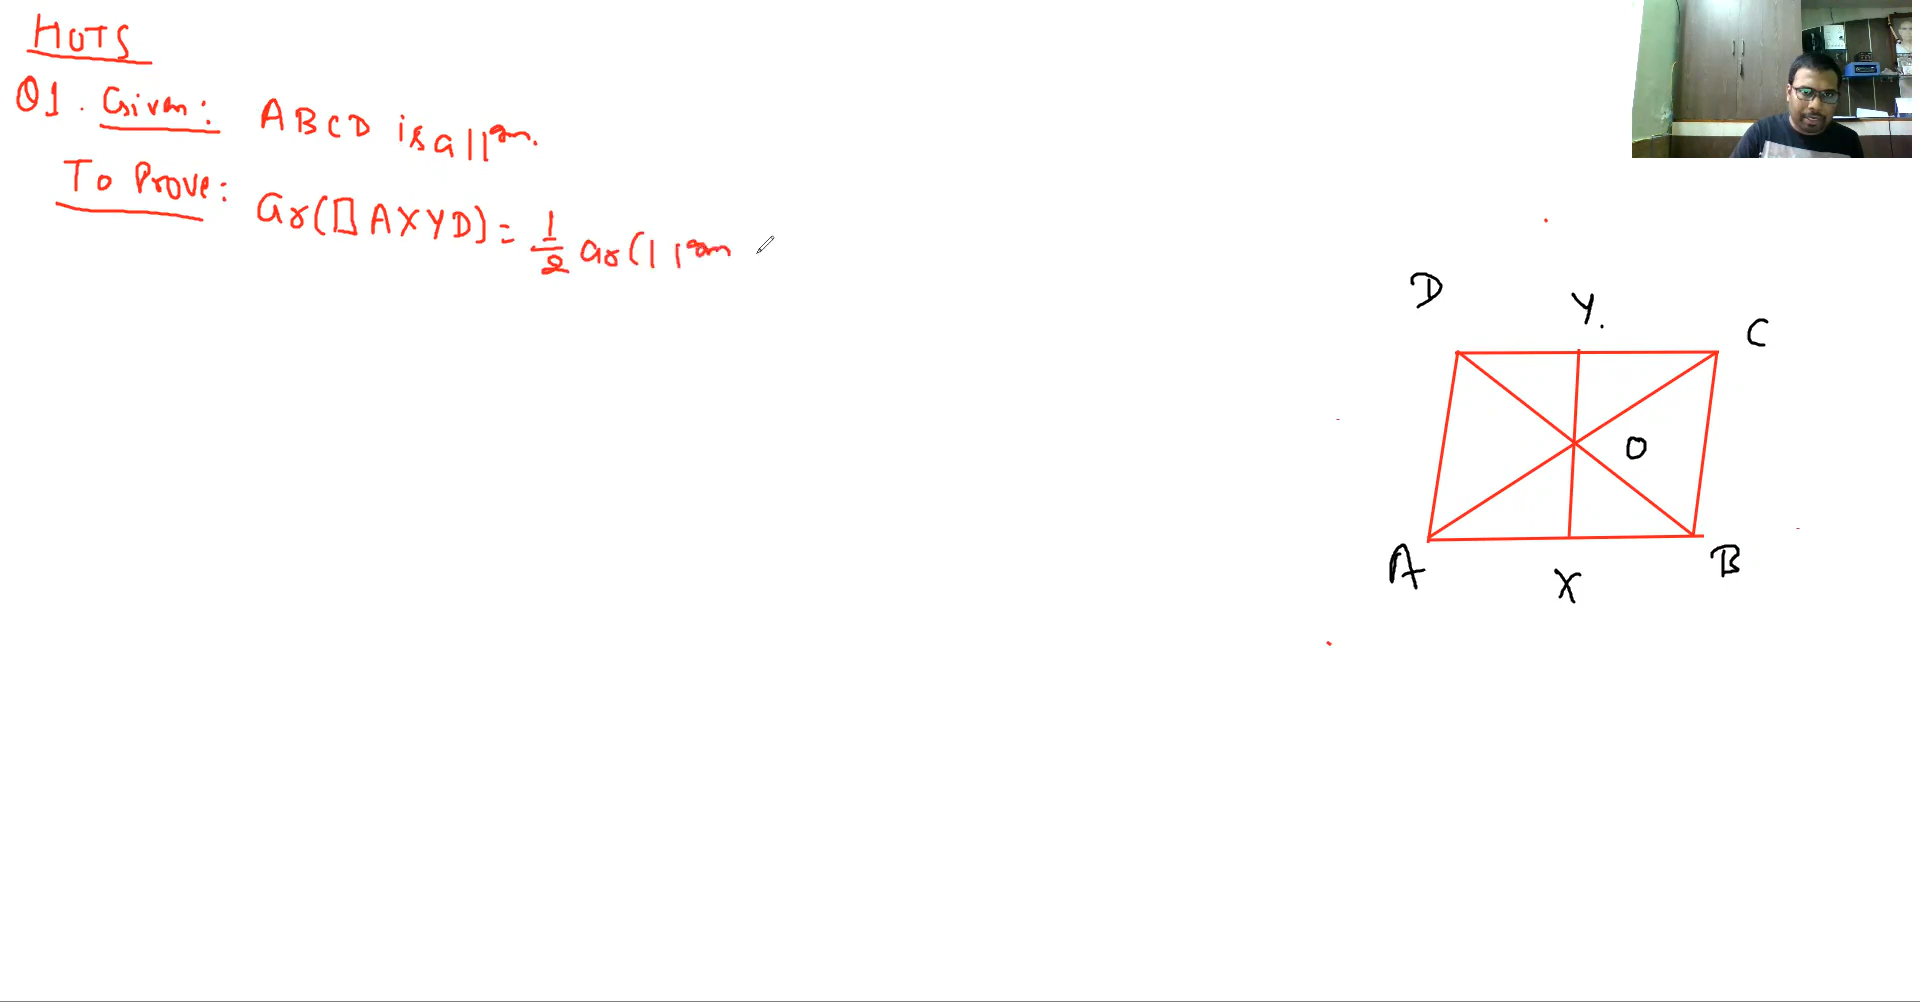 HOTS
Q1. Given: ABCD is a ||gm.
To Prove: ar(▯AXYD) = 1/2 ar(||gm
D
Y.
C
O
A
X
B